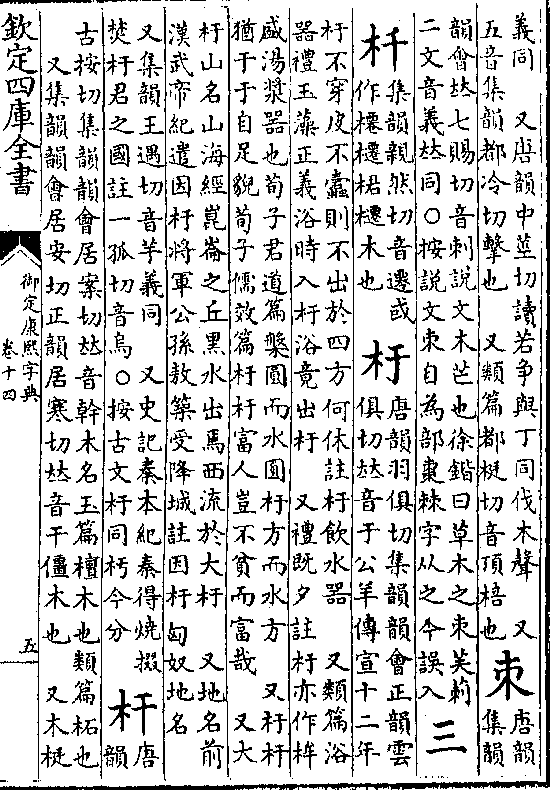 義同　又唐韻中莖切讀若爭與丁同伐木聲　又
五音集韻都冷切擊也　又類篇都梃切音頂棓也
朿
唐韻
集韻
韻會𠀤七賜切音刺說文木芒也徐鍇曰草木之朿芙莿
二文音義𠀤同○按說文朿自為部棗棘字从之今誤入
三
杄
集韻親然切音遷或
作櫏櫏桾櫏木也
杅
唐韻羽俱切集韻韻會正韻雲
俱切𠀤音于公羊傳宣十二年
杅不穿皮不蠹則不出於四方何休註杅飲水器　又類篇浴
器禮玉藻正義浴時入杅浴竟出杅　又禮既夕註杅亦作桙
盛湯漿器也荀子君道篇槃圓而水圓杅方而水方　又杅杅
猶于于自足貌荀子儒效篇杅杅富人豈不貧而富哉　又大
杅山名山海經崑崙之丘黑水出焉西流於大杅　又地名前
漢武帝紀遣因杅將軍公孫敖築受降城註因杅匈奴地名
又集韻王遇切音芋義同　又史記秦本紀秦得燒掇
焚杅君之國註一孤切音烏○按古文杅同杇今分
杆
唐
韻
古按切集韻韻會居案切𠀤音幹木名玉篇檀木也類篇柘也
又集韻韻會居安切正韻居寒切𠀤音干僵木也　又木梃
欽定四庫全書
御定康熙字典
卷十四
五